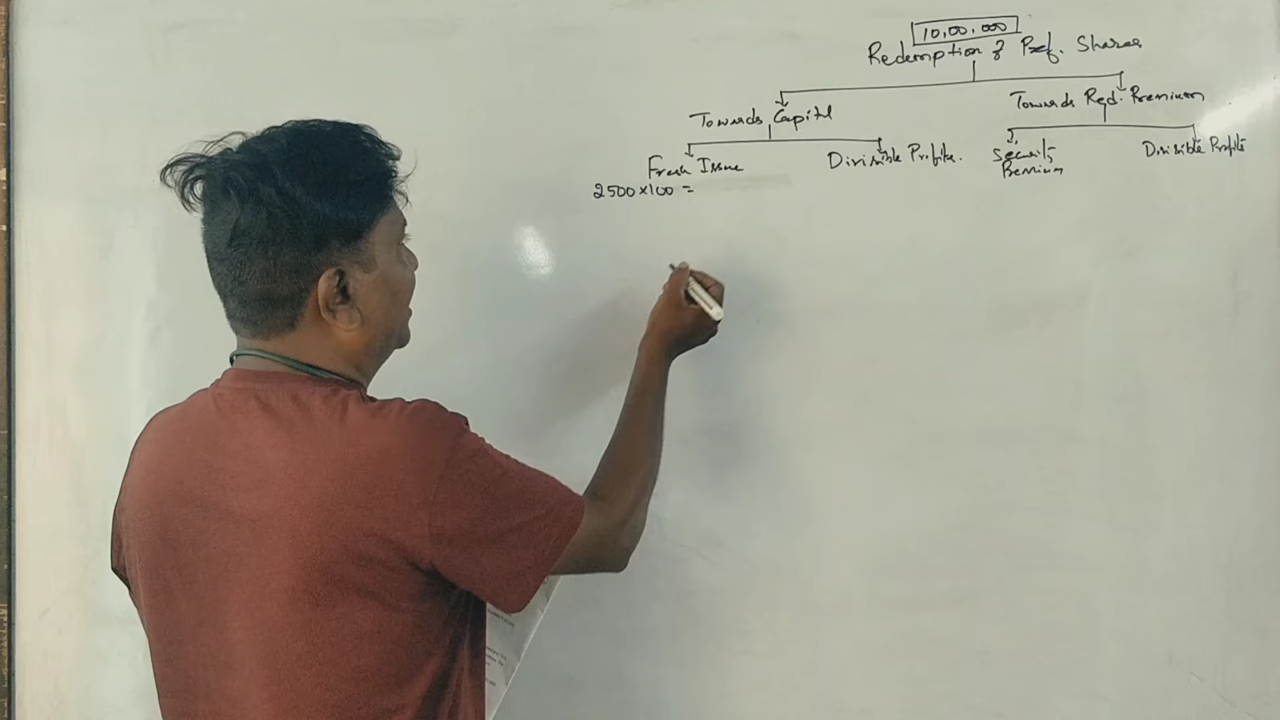 10,00,000
Redemption of Pref. Shares
Towards Capital
Towards Red. Premium
Fresh Issue
Divisible Profits.
Security Premium
Divisible Profits
2500 × 100 =